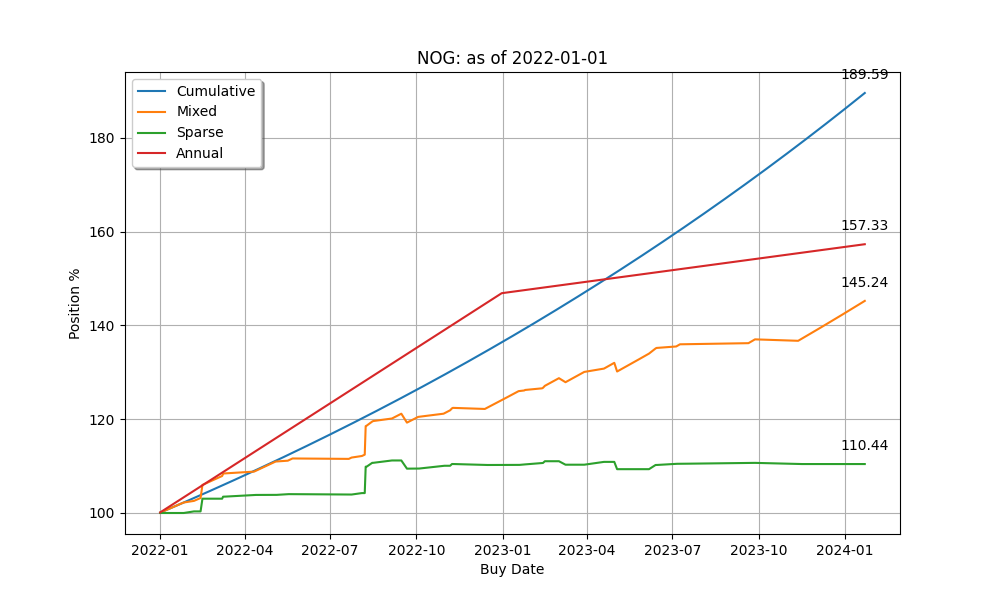 NOG: as of 2022-01-01
189.59
Cumulative
Mixed
Sparse
Annual
180
160
157.33
145.24
140
120
110.44
100
Position %
2022-01 2022-04 2022-07 2022-10 2023-01 2023-04 2023-07 2023-10 2024-01
Buy Date